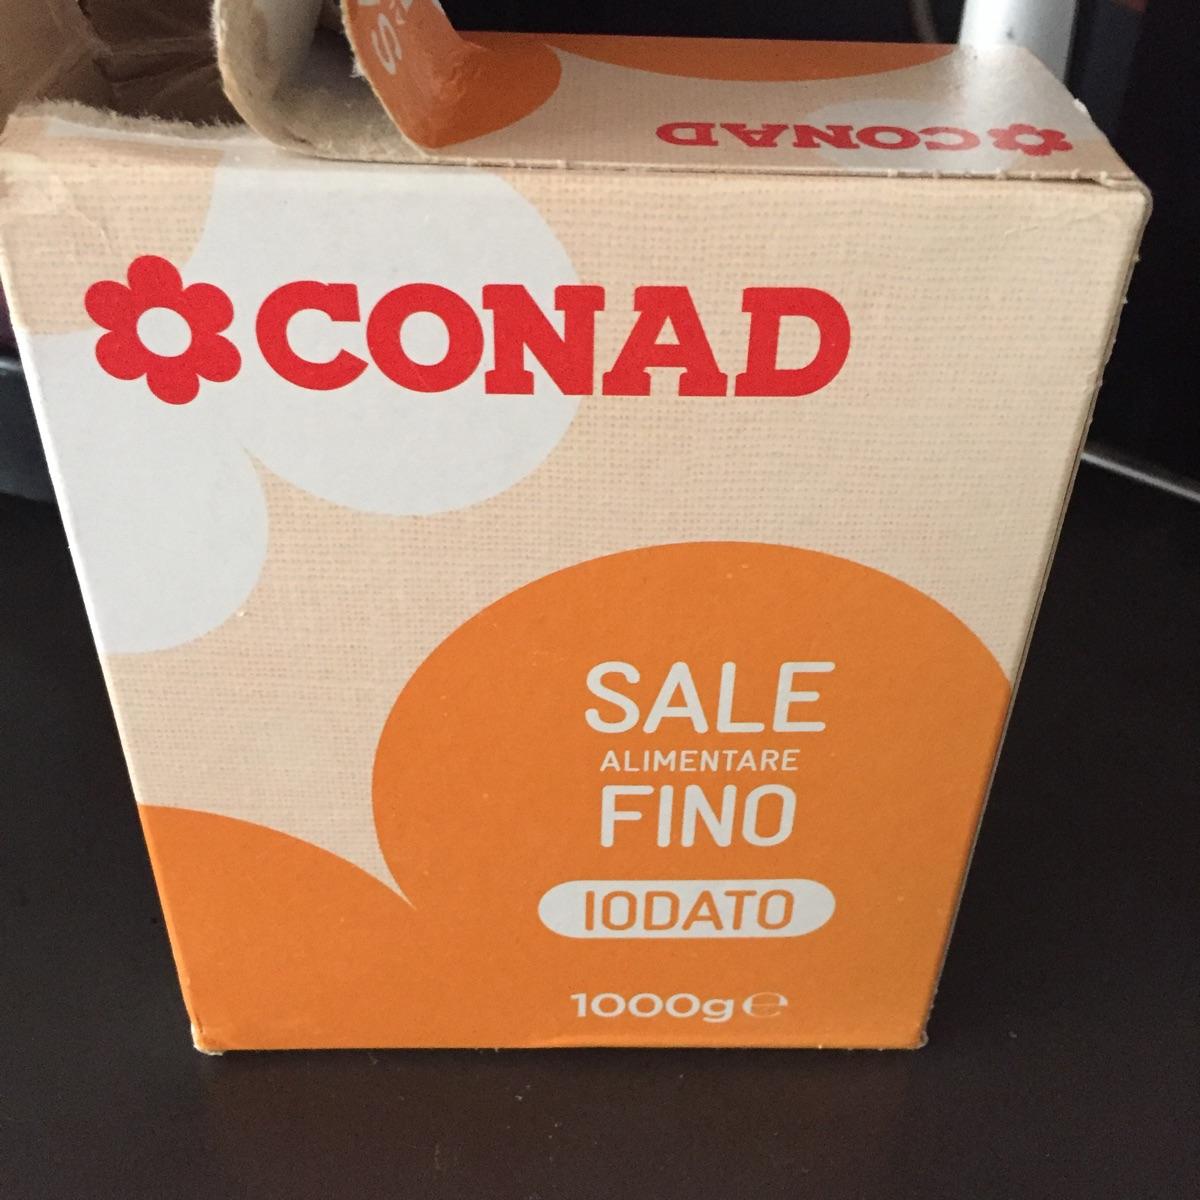 CONAD
CONAD
SALE
ALIMENTARE
FINO
IODATO
1000g ℮